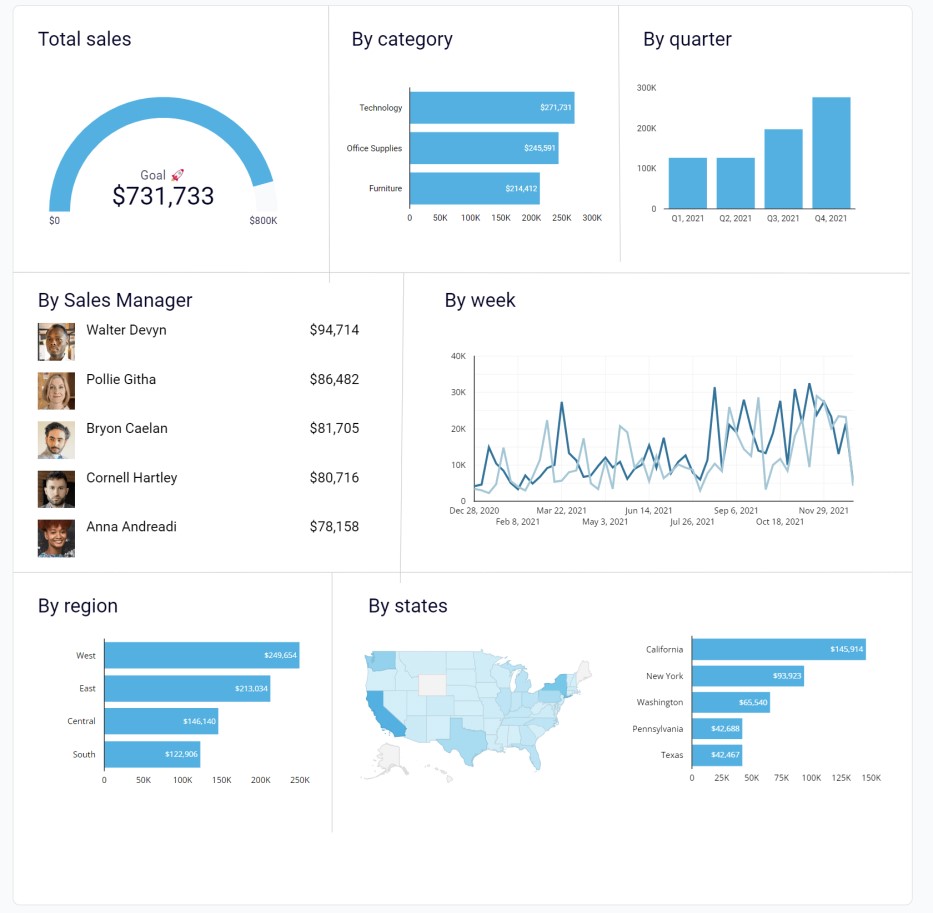 Total sales
Goal 🚀
$731,733
$0 $800K
By category
Technology $271,731
Office Supplies $245,591
Furniture $214,412
0 50K 100K 150K 200K 250K 300K
By quarter
300K
200K
100K
0
Q1, 2021 Q2, 2021 Q3, 2021 Q4, 2021
By Sales Manager
Walter Devyn $94,714
Pollie Githa $86,482
Bryon Caelan $81,705
Cornell Hartley $80,716
Anna Andreadi $78,158
By week
40K
30K
20K
10K
0
Dec 28, 2020 Mar 22, 2021 Jun 14, 2021 Sep 6, 2021 Nov 29, 2021
Feb 8, 2021 May 3, 2021 Jul 26, 2021 Oct 18, 2021
By region
West $249,654
East $213,034
Central $146,140
South $122,906
0 50K 100K 150K 200K 250K
By states
California $145,914
New York $93,923
Washington $65,540
Pennsylvania $42,688
Texas $42,467
0 25K 50K 75K 100K 125K 150K